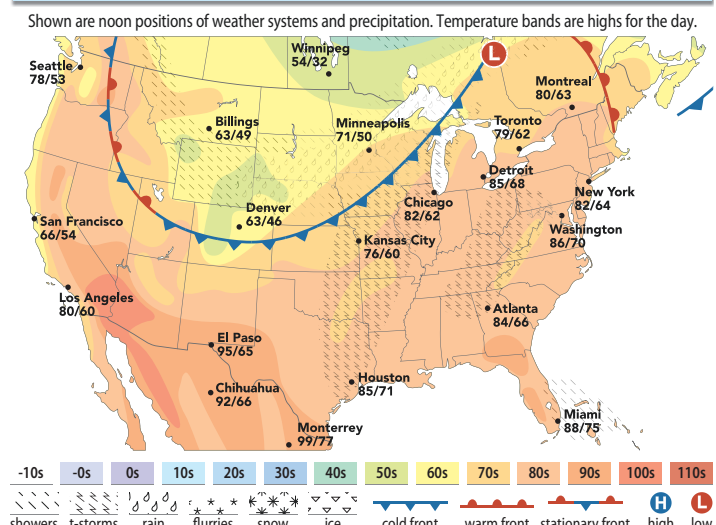 Shown are noon positions of weather systems and precipitation. Temperature bands are highs for the day.
Winnipeg
54/32
L
Seattle
78/53
Montreal
80/63
Billings
63/49
Minneapolis
71/50
Toronto
79/62
Detroit
85/68
New York
82/64
Denver
63/46
Chicago
82/62
San Francisco
66/54
Washington
86/70
Kansas City
76/60
Los Angeles
80/60
Atlanta
84/66
El Paso
95/65
Houston
85/71
Chihuahua
92/66
Miami
88/75
Monterrey
99/77
-10s -0s 0s 10s 20s 30s 40s 50s 60s 70s 80s 90s 100s 110s
H L
showers t-storms rain flurries snow ice cold front warm front stationary front high low